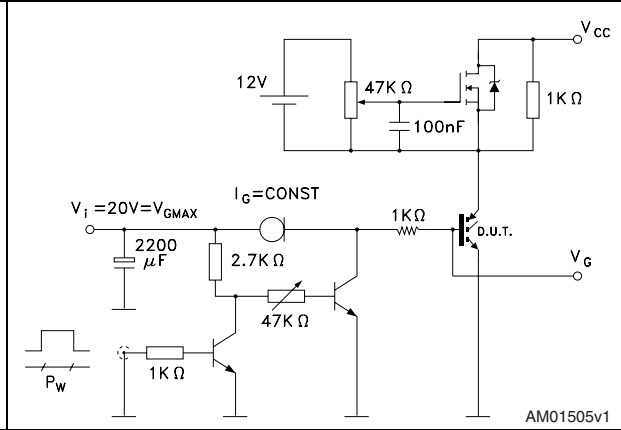 V CC
12V
47K Ω
1K Ω
100nF
I G=CONST
V i =20V=V GMAX
1K Ω
D.U.T.
2200
μF
2.7K Ω
V G
47K Ω
1K Ω
P W
AM01505v1